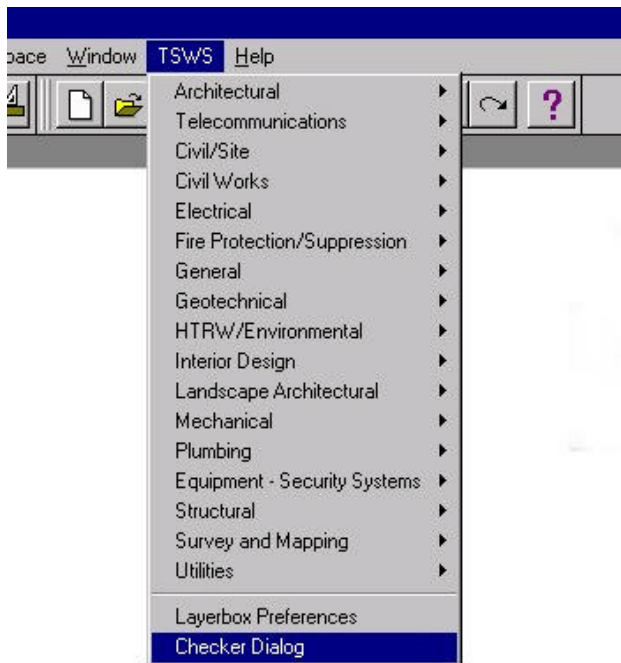 pace Window TSWS Help
?
Architectural
Telecommunications
Civil/Site
Civil Works
Electrical
Fire Protection/Suppression
General
Geotechnical
HTRW/Environmental
Interior Design
Landscape Architectural
Mechanical
Plumbing
Equipment - Security Systems
Structural
Survey and Mapping
Utilities
Layerbox Preferences
Checker Dialog